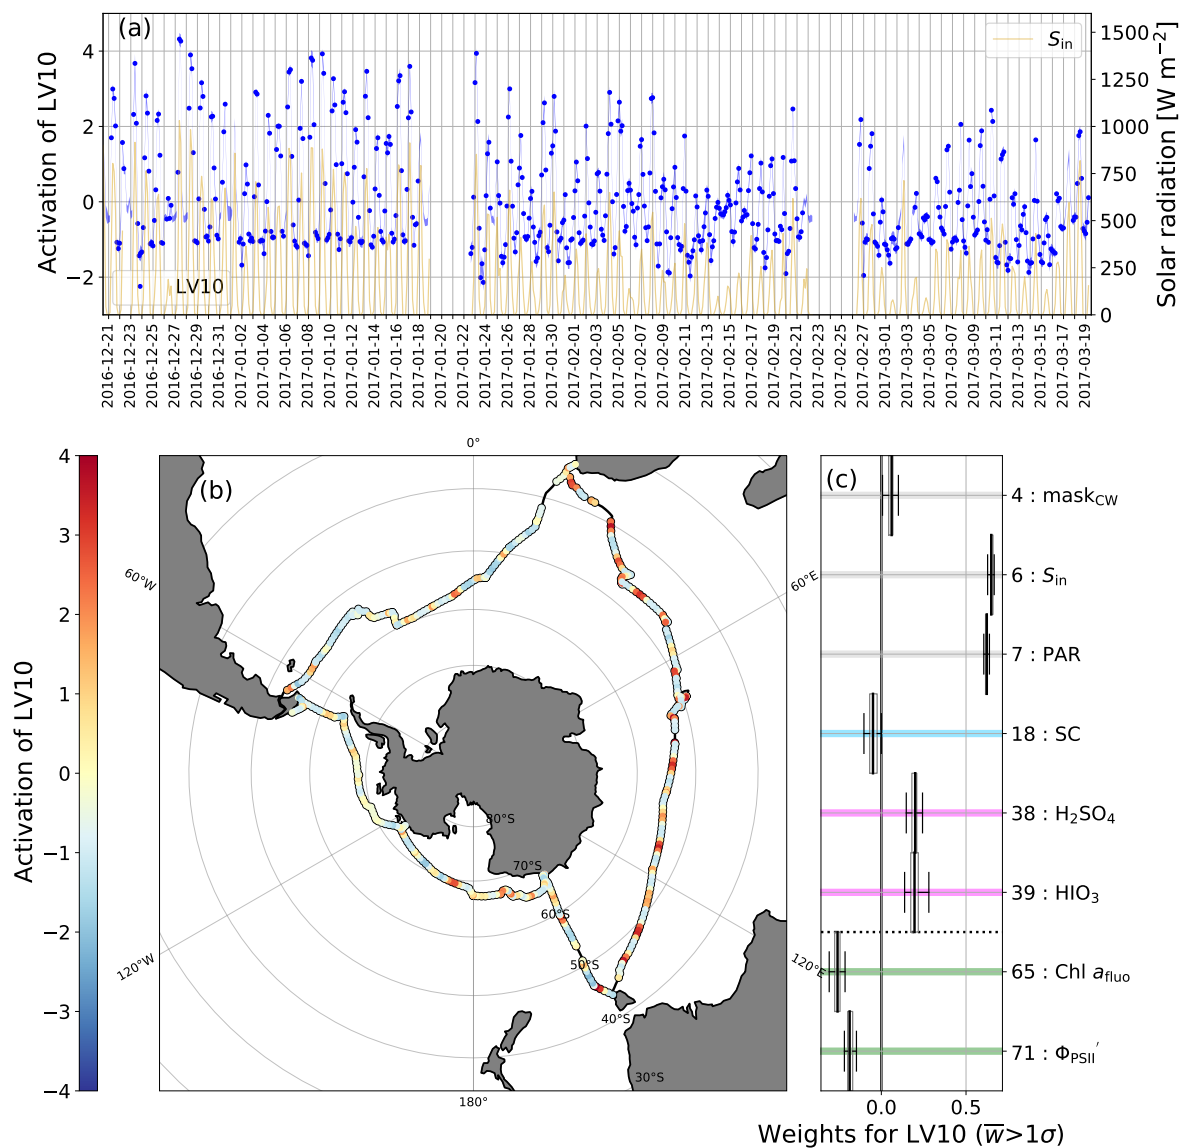 (a)
Activation of LV10
4
2
0
−2
LV10
S_in
1500
1250
1000
750
500
250
0
Solar radiation [W m⁻²]
2016-12-21
2016-12-23
2016-12-25
2016-12-27
2016-12-29
2016-12-31
2017-01-02
2017-01-04
2017-01-06
2017-01-08
2017-01-10
2017-01-12
2017-01-14
2017-01-16
2017-01-18
2017-01-20
2017-01-22
2017-01-24
2017-01-26
2017-01-28
2017-01-30
2017-02-01
2017-02-03
2017-02-05
2017-02-07
2017-02-09
2017-02-11
2017-02-13
2017-02-15
2017-02-17
2017-02-19
2017-02-21
2017-02-23
2017-02-25
2017-02-27
2017-03-01
2017-03-03
2017-03-05
2017-03-07
2017-03-09
2017-03-11
2017-03-13
2017-03-15
2017-03-17
2017-03-19
Activation of LV10
4
3
2
1
0
−1
−2
−3
−4
(b)
0°
60°W
60°E
120°W
120°E
180°
80°S
70°S
60°S
50°S
40°S
30°S
(c)
4 : mask_CW
6 : S_in
7 : PAR
18 : SC
38 : H₂SO₄
39 : HIO₃
65 : Chl a_fluo
71 : Φ_PSII′
0.0
0.5
Weights for LV10 (w̅>1σ)